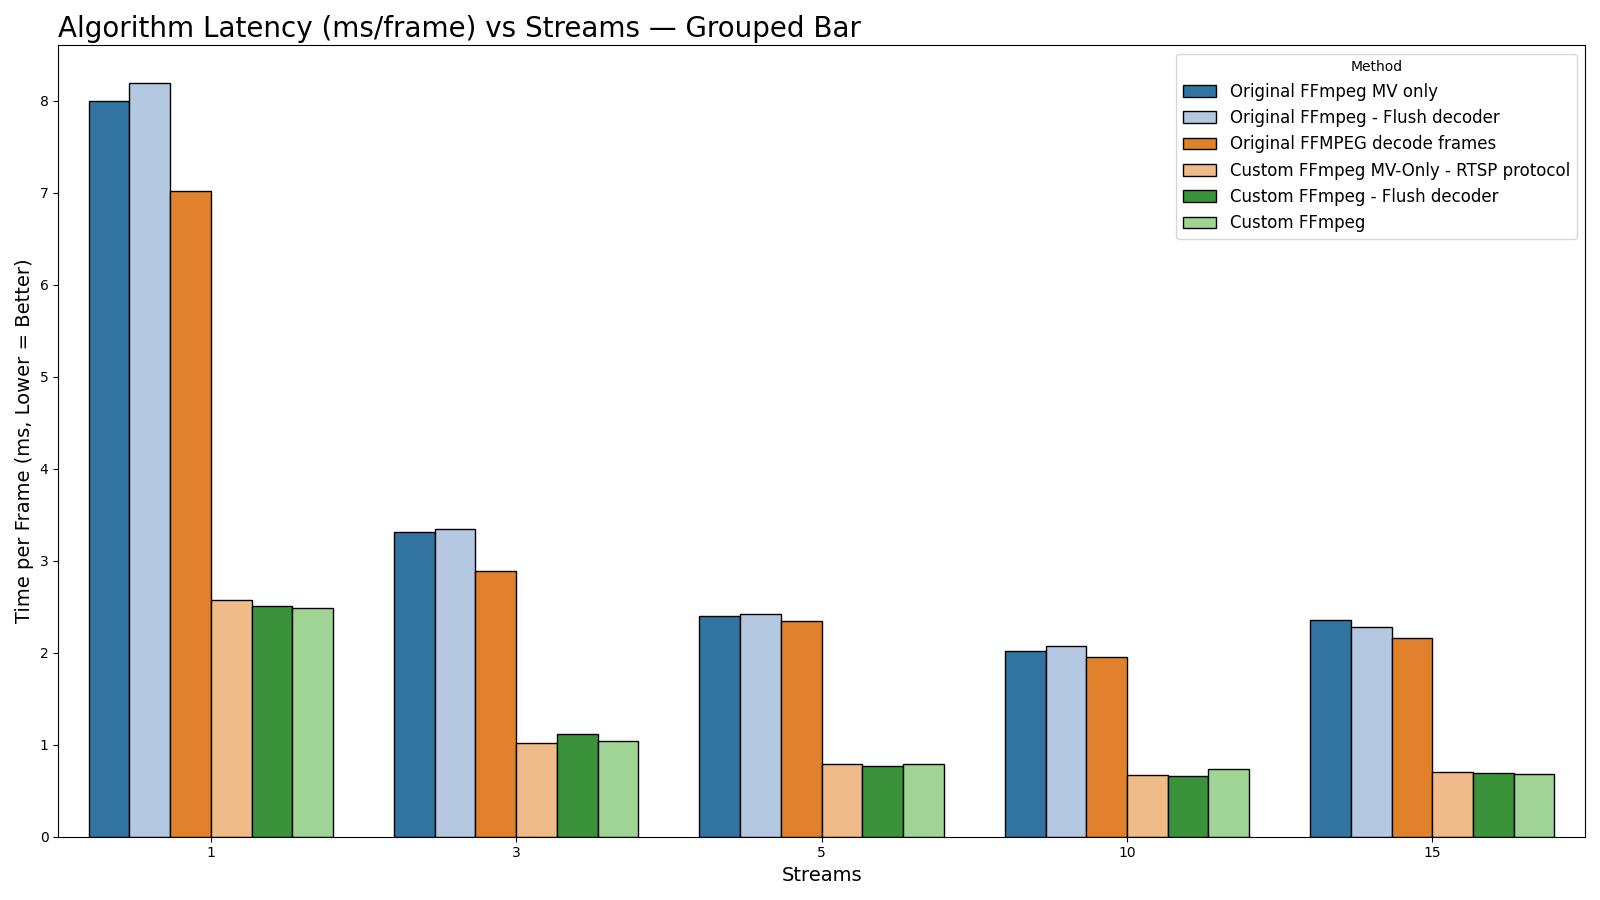 Algorithm Latency (ms/frame) vs Streams — Grouped Bar
Method
Original FFmpeg MV only
Original FFmpeg - Flush decoder
Original FFMPEG decode frames
Custom FFmpeg MV-Only - RTSP protocol
Custom FFmpeg - Flush decoder
Custom FFmpeg
Time per Frame (ms, Lower = Better)
8
7
6
5
4
3
2
1
0
1
3
5
10
15
Streams